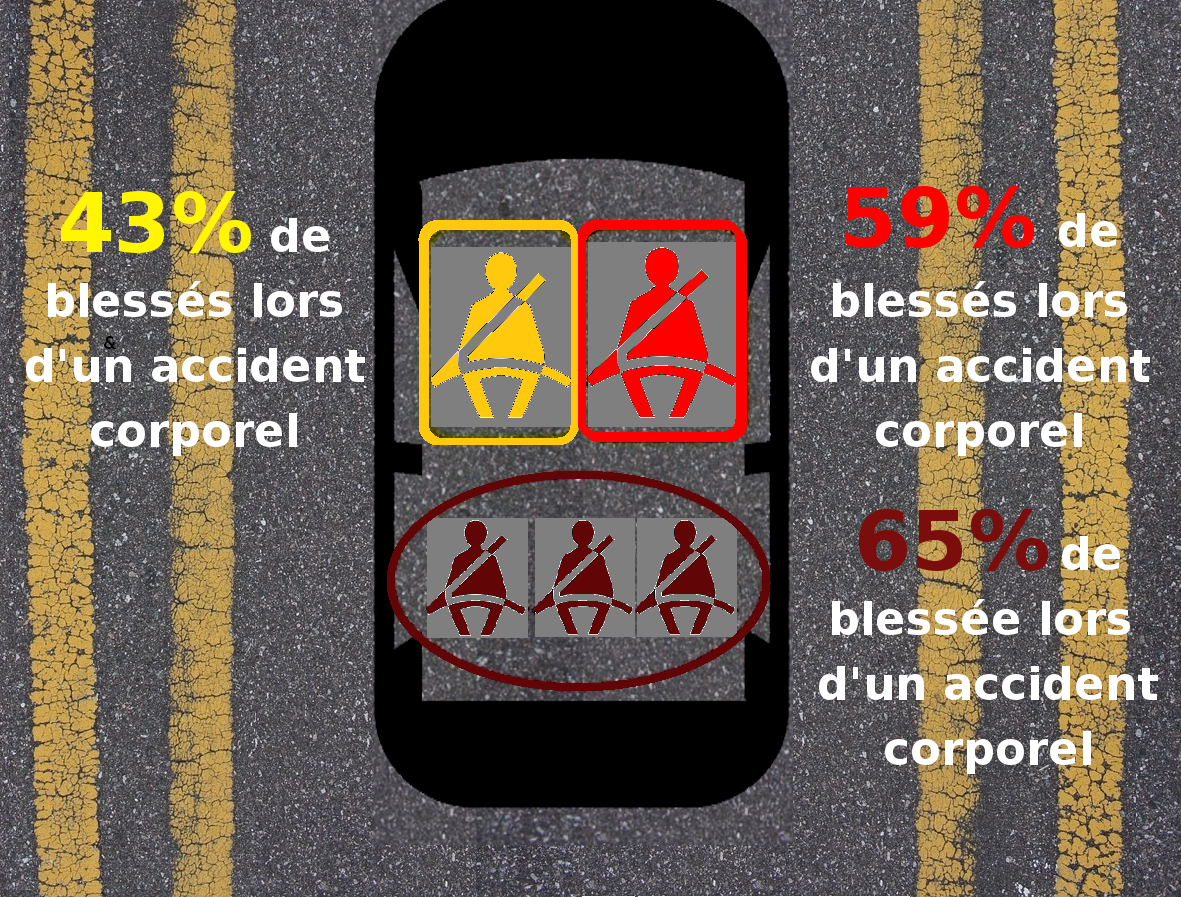 43% de
blessés lors
&
d'un accident
corporel
59% de
blessés lors
d'un accident
corporel
65% de
blessée lors
d'un accident
corporel